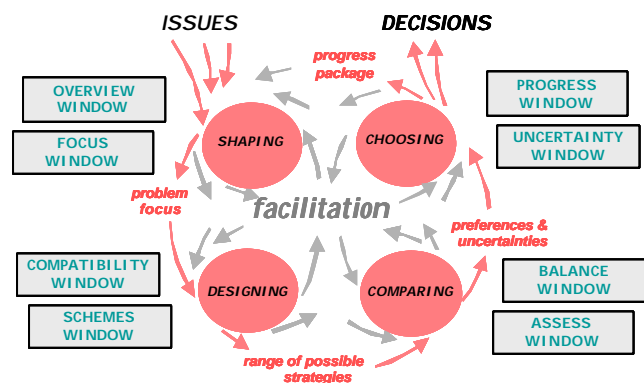 ISSUES
DECISIONS
progress
package
OVERVIEW
WINDOW
PROGRESS
WINDOW
FOCUS
WINDOW
SHAPING
CHOOSING
UNCERTAINTY
WINDOW
problem
focus
facilitation
preferences &
uncertainties
COMPATIBILITY
WINDOW
DESIGNING
COMPARING
BALANCE
WINDOW
SCHEMES
WINDOW
ASSESS
WINDOW
range of possible
strategies